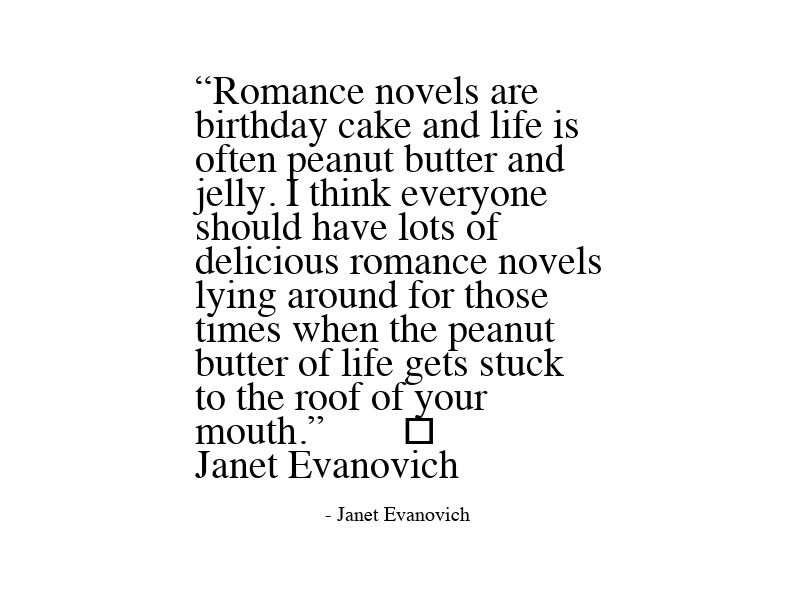 “Romance novels are
birthday cake and life is
often peanut butter and
jelly. I think everyone
should have lots of
delicious romance novels
lying around for those
times when the peanut
butter of life gets stuck
to the roof of your
mouth.” □
Janet Evanovich
- Janet Evanovich